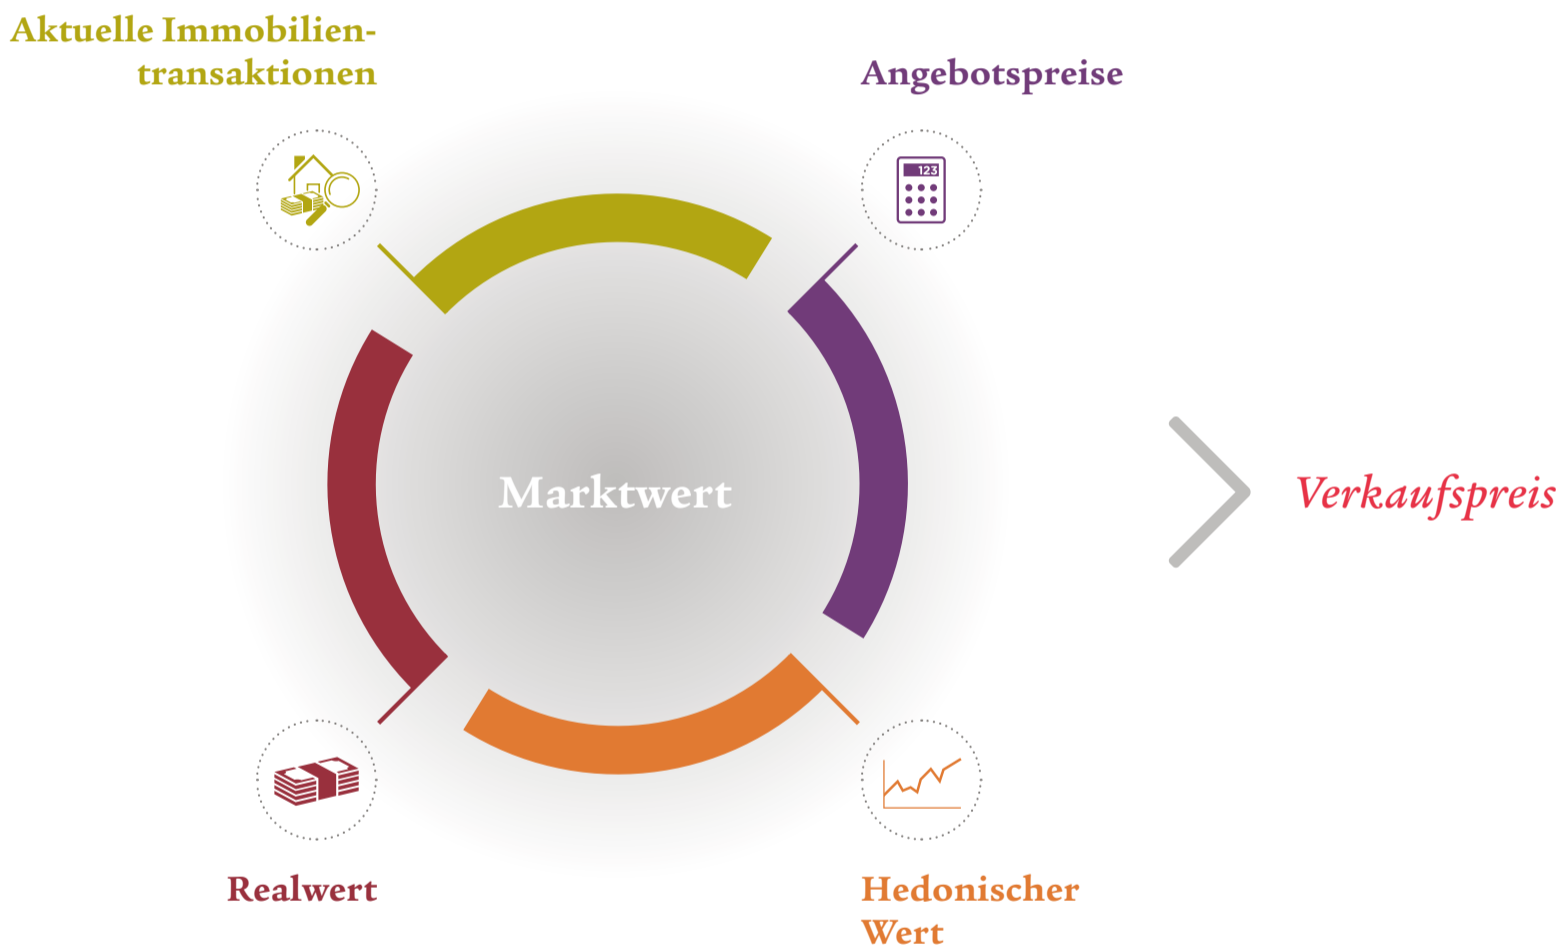 Aktuelle Immobilien-
transaktionen
Angebotspreise
123
Marktwert
Verkaufspreis
Realwert
Hedonischer
Wert